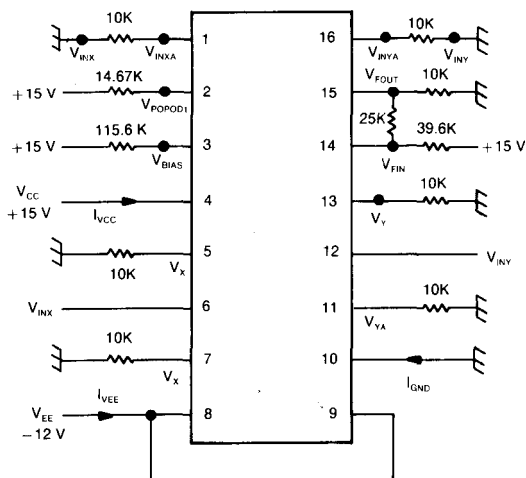 10K
V_INX
V_INXA
1
14.67K
+15 V
V_POPOD1
2
115.6 K
+15 V
V_BIAS
3
V_CC
+15 V
I_VCC
4
10K
V_X
5
V_INX
6
10K
V_X
7
V_EE
-12 V
I_VEE
8
16
V_INYA
10K
V_INY
15
V_FOUT
10K
25K
14
V_FIN
39.6K
+15 V
13
V_Y
10K
12
V_INY
11
V_YA
10K
10
I_GND
9